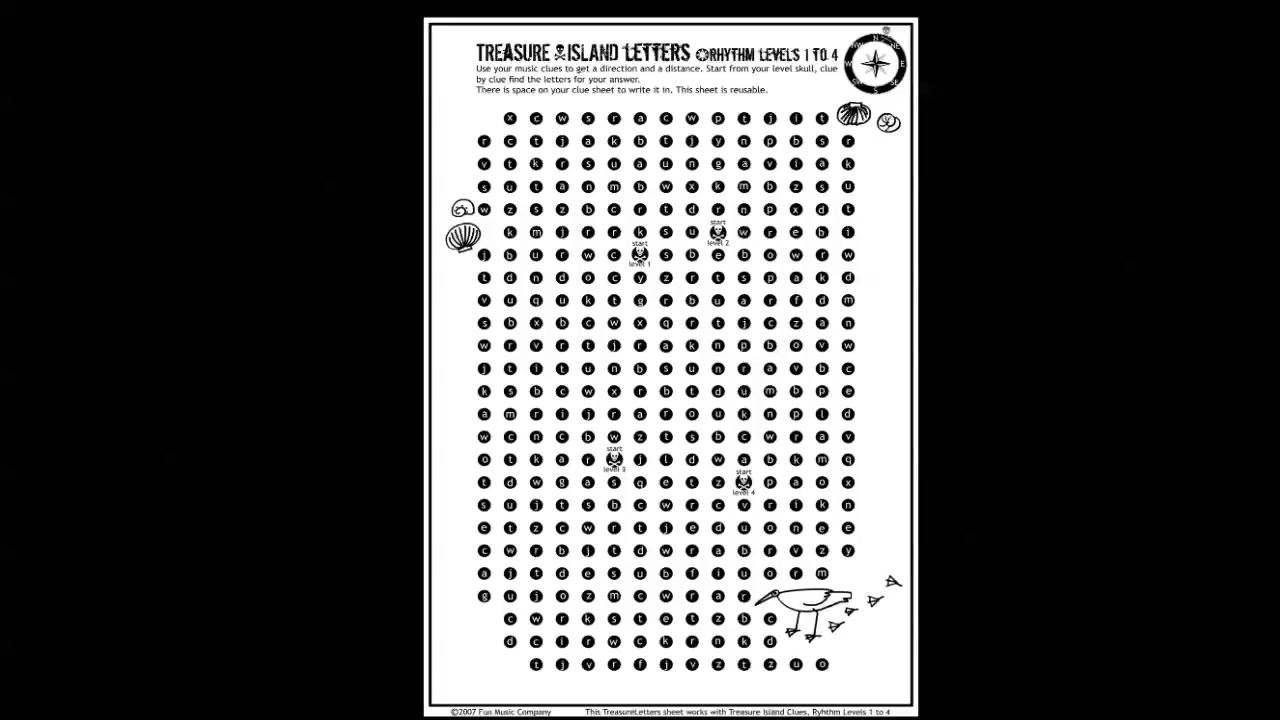 TREASURE ISLAND LETTERS RHYTHM LEVELS 1 TO 4
Use your music clues to get a direction and a distance. Start from your level skull, clue
by clue find the letters for your answer.
There is space on your clue sheet to write it in. This sheet is reusable.
N
NE
W E
S
x c w s r a c w p t j i t
r c t j a k b t j y n p b s r
v t k r s u a u n g a v i a k
s u t a n m b w x k m b z s u
w z s z b c r t d r n p x d t
start
k m j r r k s u w r e b i
start level 2
j b u r w c s b e b o w r w
level 1
t d n d o c y z r t s p a k d
v u q u k t g r b u a r f d m
s b x b c w x q r t j c z a n
w r v r t j r a k n p b o v w
j t i t u n b s u n r a v b c
k s b c w x r b t d u m b p e
a m r i j r a r o u k n p l d
w c n c b w z t s b c w r a v
start
o t k a r j l d w a b k m q
level 3 start
t d w g a s q e t z p a o x
level 4
s u j t s b c w r c v r i k n
e t z c w r t j e d u o n e e
c w r b j t d w r a b r v z y
a j t d e s u b f i u o r m
g u j o z m c w r a r
c w r k s t e t z b c
d c i r w c k r n k d
t j v r f j v z t z u o
©2007 Fun Music Company This TreasureLetters sheet works with Treasure Island Clues, Ryhthm Levels 1 to 4